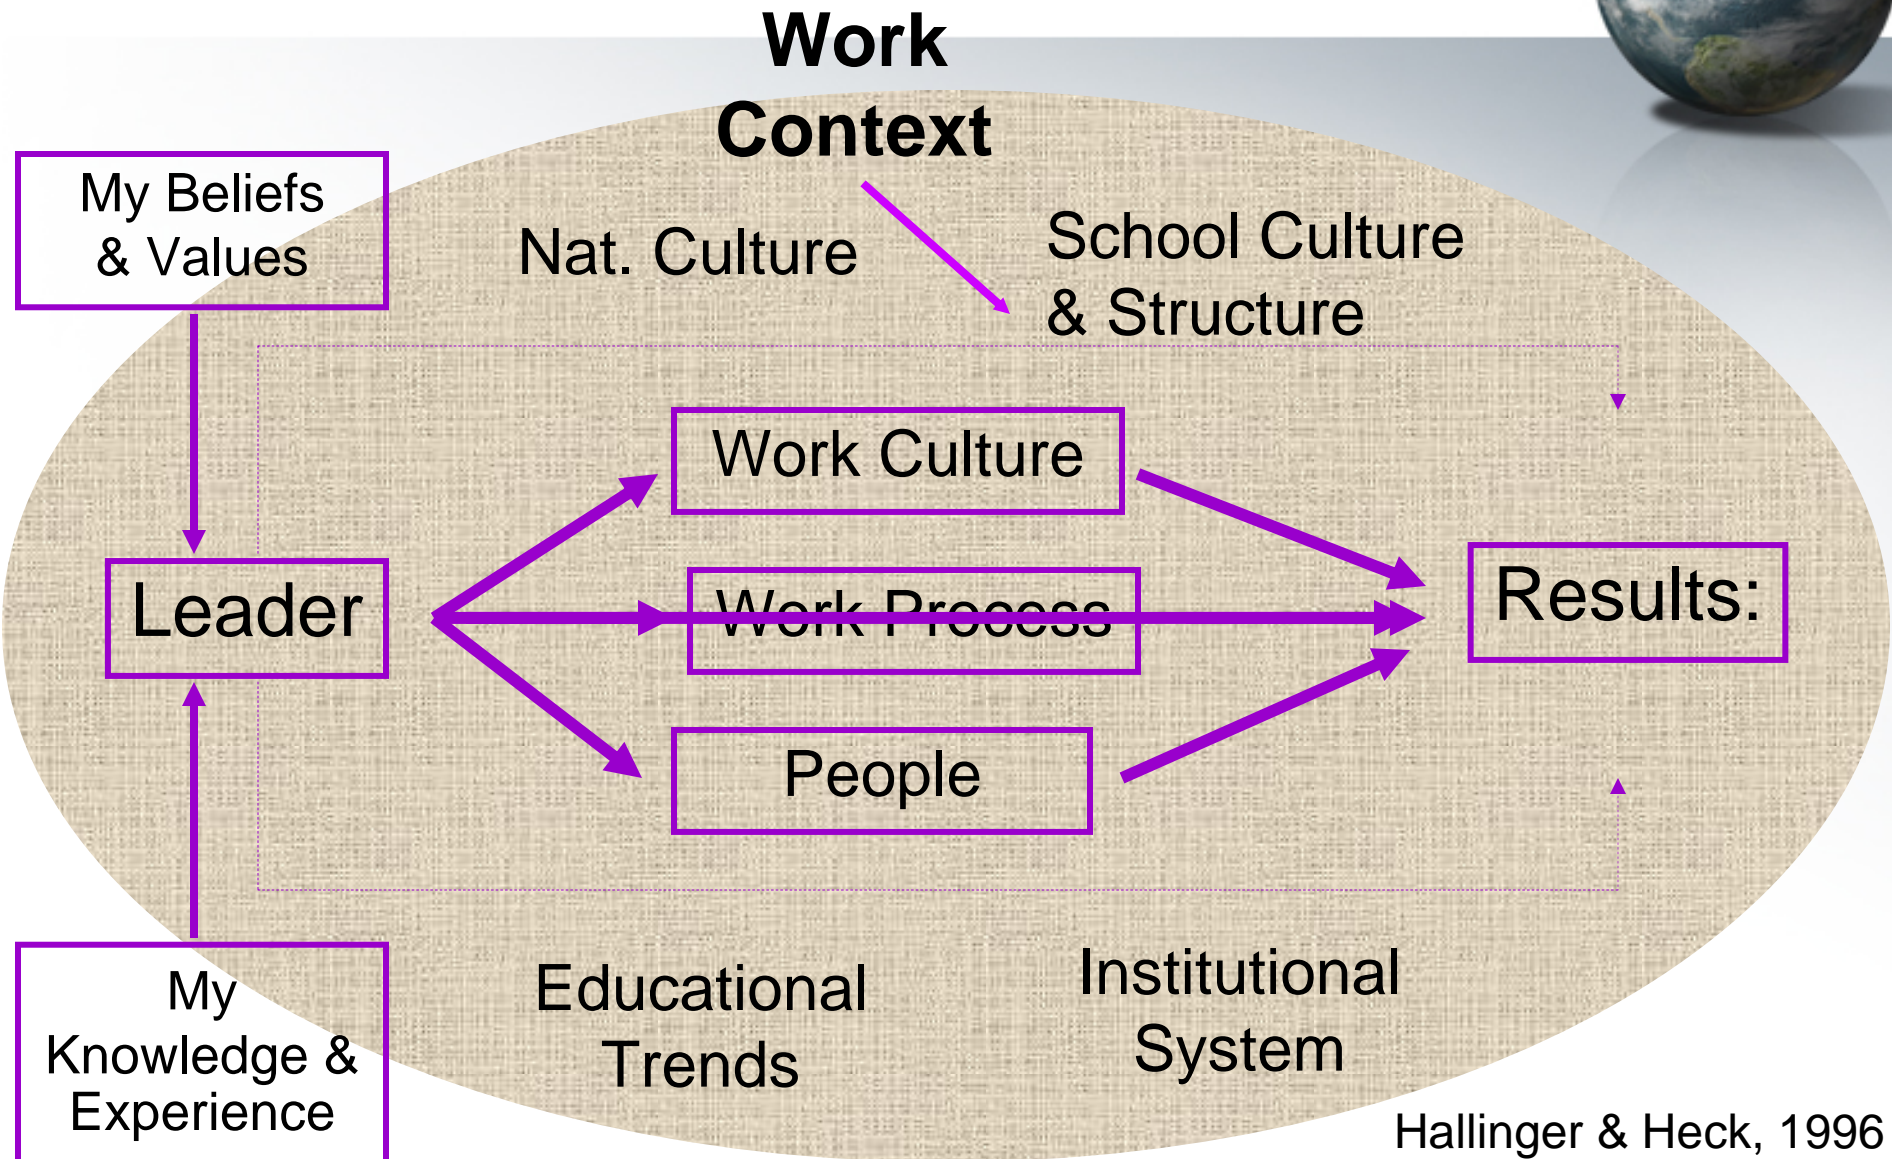 Work
Context
My Beliefs
& Values
Nat. Culture
School Culture
& Structure
Work Culture
Leader
Work Process
Results:
People
My
Knowledge &
Experience
Educational
Trends
Institutional
System
Hallinger & Heck, 1996